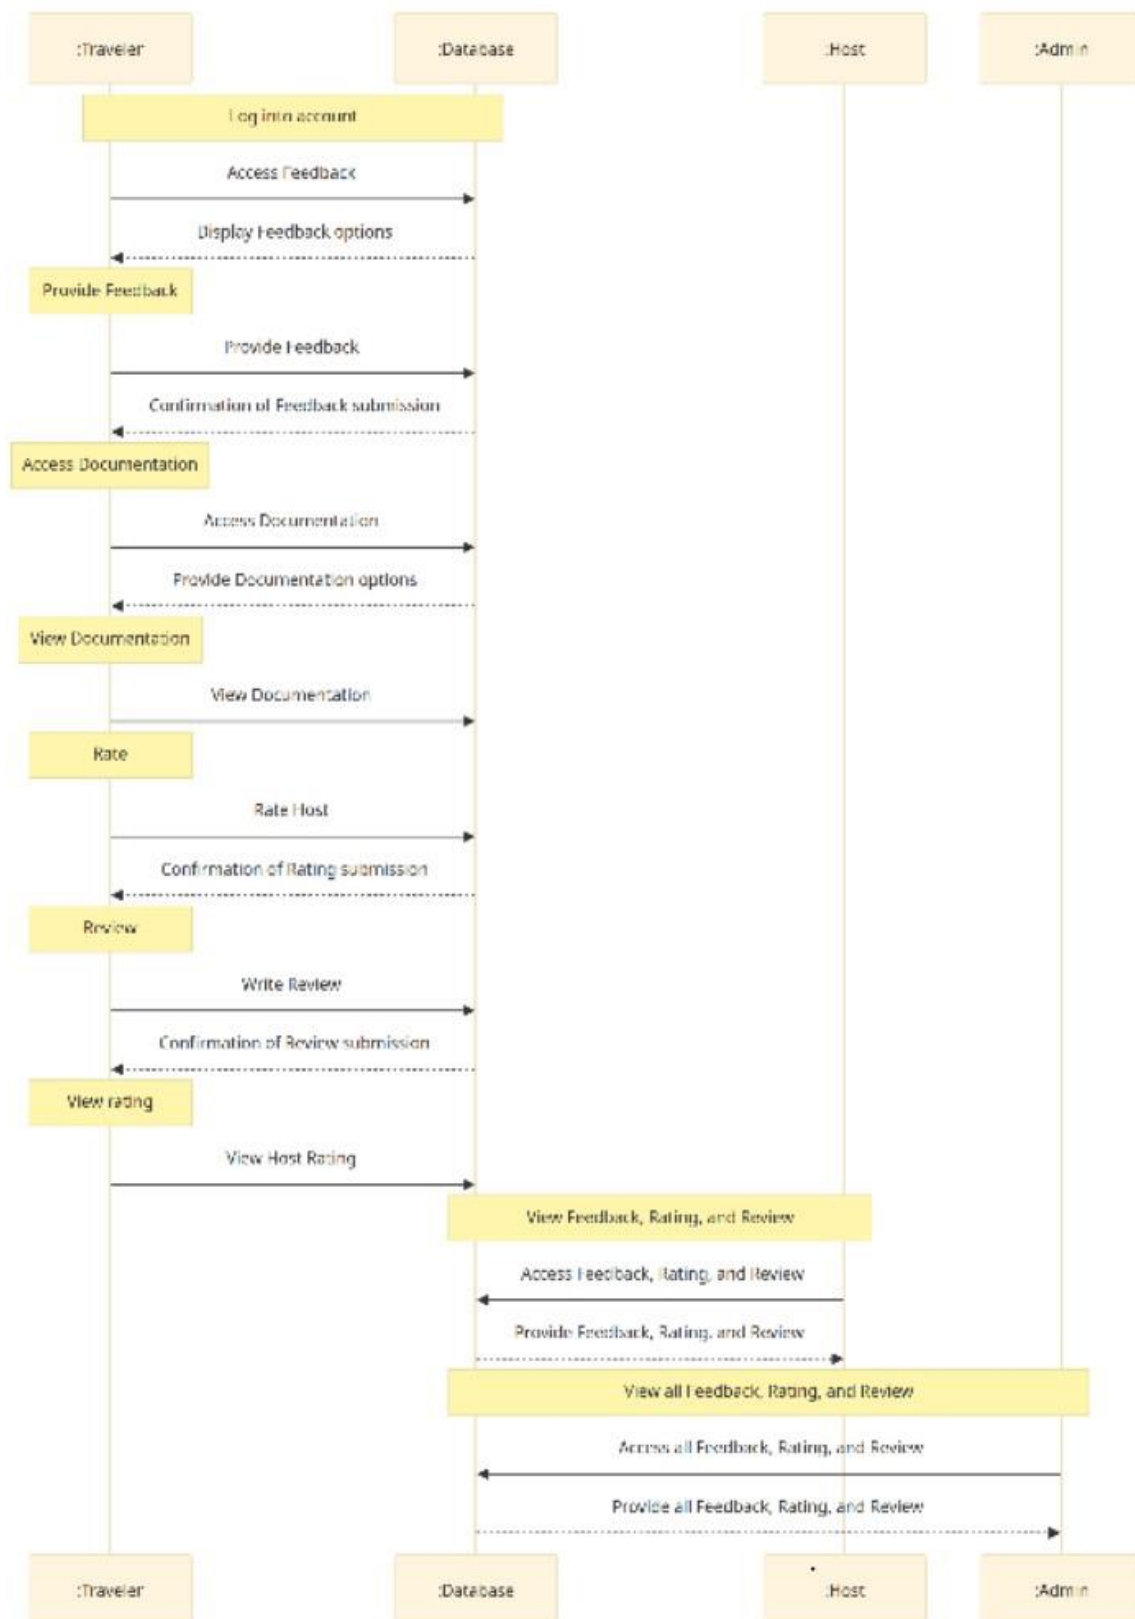 :Traveler
:Database
:Host
:Admin
Log into account
Access Feedback
Display Feedback options
Provide Feedback
Provide Feedback
Confirmation of Feedback submission
Access Documentation
Access Documentation
Provide Documentation options
View Documentation
View Documentation
Rate
Rate Host
Confirmation of Rating submission
Review
Write Review
Confirmation of Review submission
View rating
View Host Rating
View Feedback, Rating, and Review
Access Feedback, Rating, and Review
Provide Feedback, Rating, and Review
View all Feedback, Rating, and Review
Access all Feedback, Rating, and Review
Provide all Feedback, Rating, and Review
:Traveler
:Database
:Host
:Admin